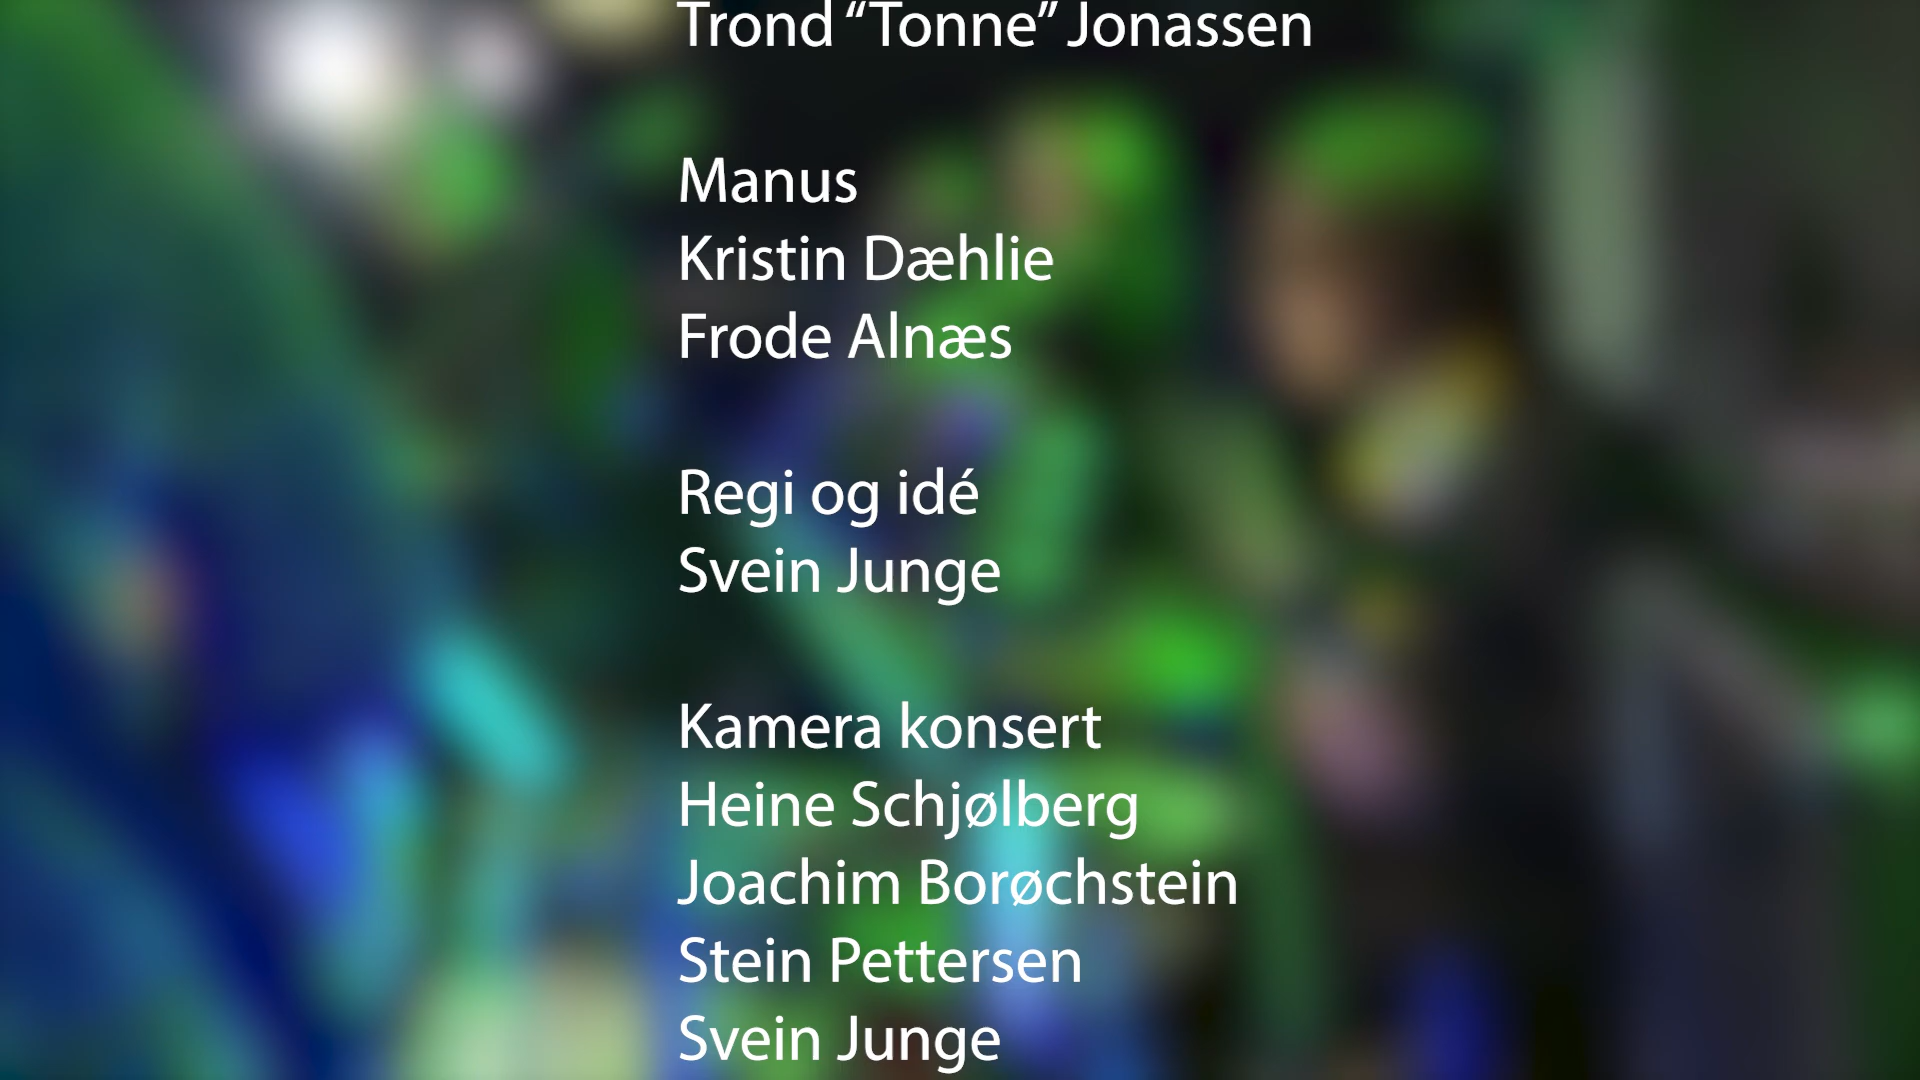 Trond “Tonne” Jonassen
Manus
Kristin Dæhlie
Frode Alnæs
Regi og idé
Svein Junge
Kamera konsert
Heine Schjølberg
Joachim Borøchstein
Stein Pettersen
Svein Junge